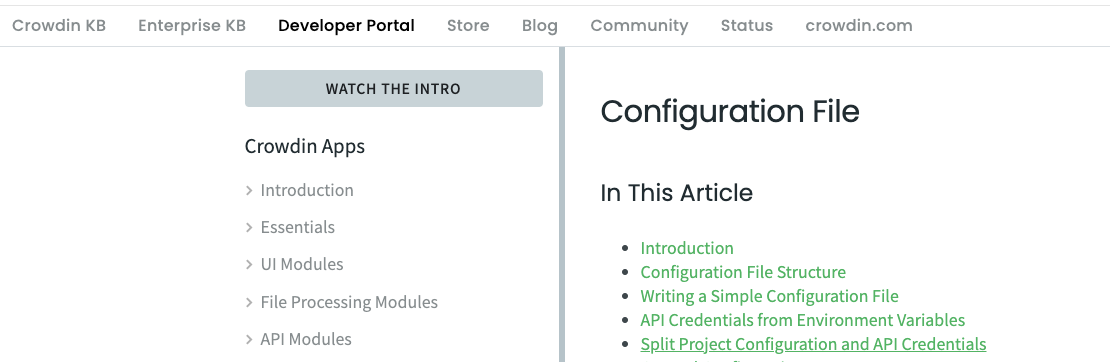 Crowdin KB Enterprise KB Developer Portal Store Blog Community Status crowdin.com
WATCH THE INTRO
Crowdin Apps
Introduction
Essentials
UI Modules
File Processing Modules
API Modules
Configuration File
In This Article
Introduction
Configuration File Structure
Writing a Simple Configuration File
API Credentials from Environment Variables
Split Project Configuration and API Credentials